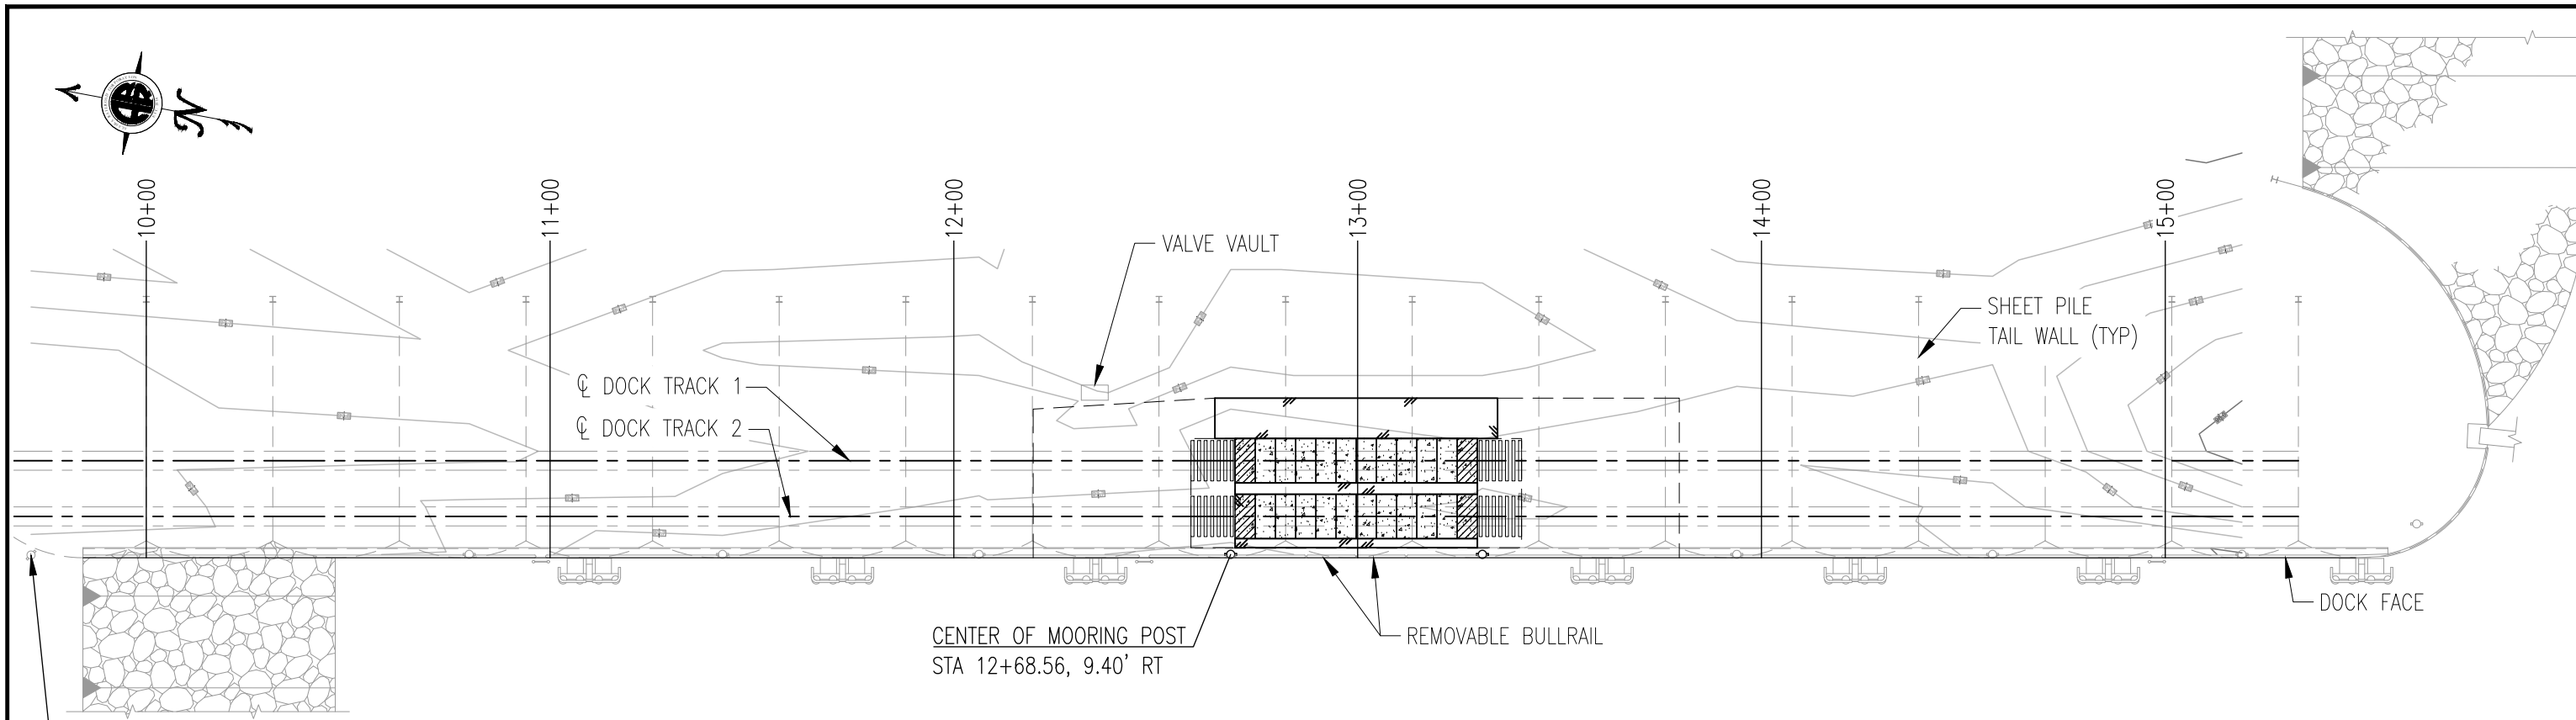 N
10+00
11+00
12+00
13+00
14+00
15+00
VALVE VAULT
SHEET PILE
TAIL WALL (TYP)
℄ DOCK TRACK 1
℄ DOCK TRACK 2
CENTER OF MOORING POST
STA 12+68.56, 9.40' RT
REMOVABLE BULLRAIL
DOCK FACE